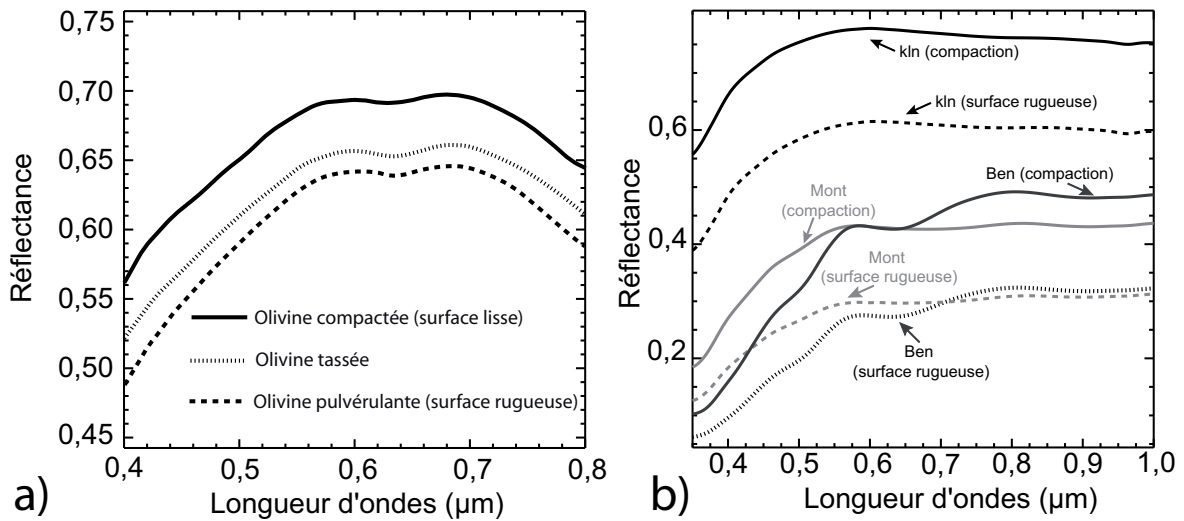 0,75
0,70
0,65
0,60
0,55
0,50
0,45
Réflectance
Olivine compactée (surface lisse)
Olivine tassée
Olivine pulvérulante (surface rugueuse)
0,4
0,5
0,6
0,7
0,8
Longueur d'ondes (µm)
a)
0,6
0,4
0,2
Réflectance
kln (compaction)
kln (surface rugueuse)
Ben (compaction)
Mont
(compaction)
Mont
(surface rugueuse)
Ben
(surface rugueuse)
0,4
0,5
0,6
0,7
0,8
0,9
1,0
Longueur d'ondes (µm)
b)